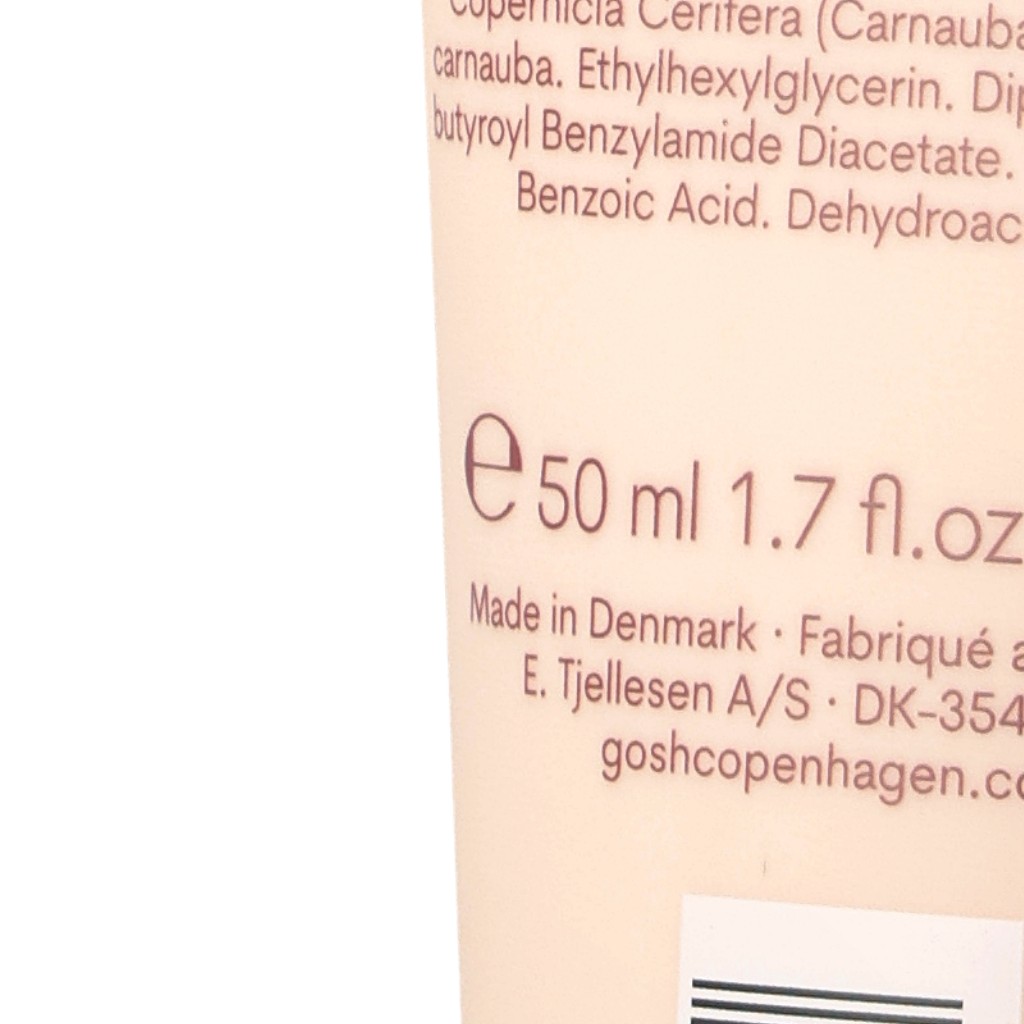 Copernicia Cerifera (Carnauba
carnauba. Ethylhexylglycerin. Dip
butyroyl Benzylamide Diacetate.
Benzoic Acid. Dehydroac
e 50 ml 1.7 fl.oz
Made in Denmark · Fabriqué a
E. Tjellesen A/S · DK-354
goshcopenhagen.co